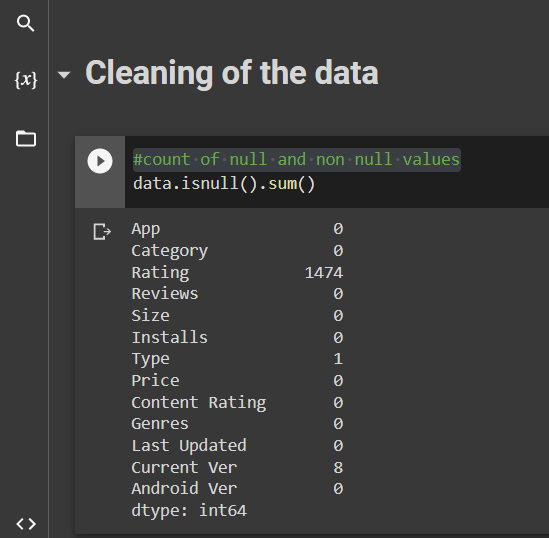 Cleaning of the data
{x}
#count of null and non null values
data.isnull().sum()
App 0
Category 0
Rating 1474
Reviews 0
Size 0
Installs 0
Type 1
Price 0
Content Rating 0
Genres 0
Last Updated 0
Current Ver 8
Android Ver 0
dtype: int64